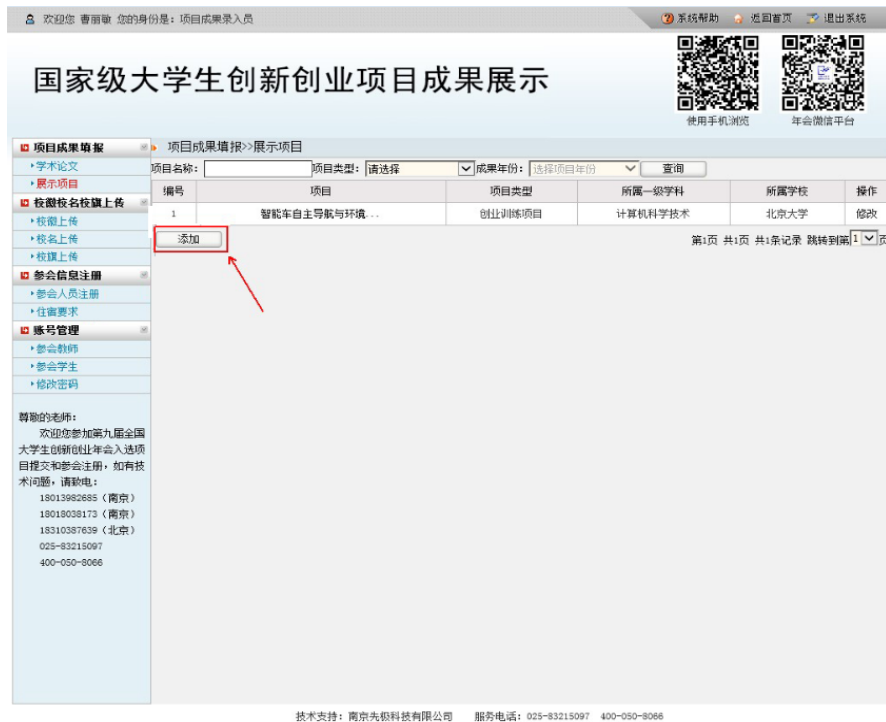 欢迎您 曹丽敏 您的身份是：项目成果录入员 系统帮助 返回首页 退出系统
国家级大学生创新创业项目成果展示
使用手机浏览 年会微信平台
项目成果填报
学术论文
展示项目
校徽校名校旗上传
校徽上传
校名上传
校旗上传
参会信息注册
参会人员注册
住宿要求
账号管理
参会教师
参会学生
修改密码
尊敬的老师：
欢迎您参加第九届全国
大学生创新创业年会入选项
目提交和参会注册，如有技
术问题，请致电：
18013982685（南京）
18018038173（南京）
18310387639（北京）
025-83215097
400-050-8066
项目成果填报>>展示项目
项目名称： 项目类型： 请选择 成果年份： 选择项目年份 查询
编号 项目 项目类型 所属一级学科 所属学校 操作
1 智能车自主导航与环境... 创业训练项目 计算机科学技术 北京大学 修改
添加 第1页 共1页 共1条记录 跳转到第 1 页
技术支持：南京先极科技有限公司 服务电话：025-83215097 400-050-8066